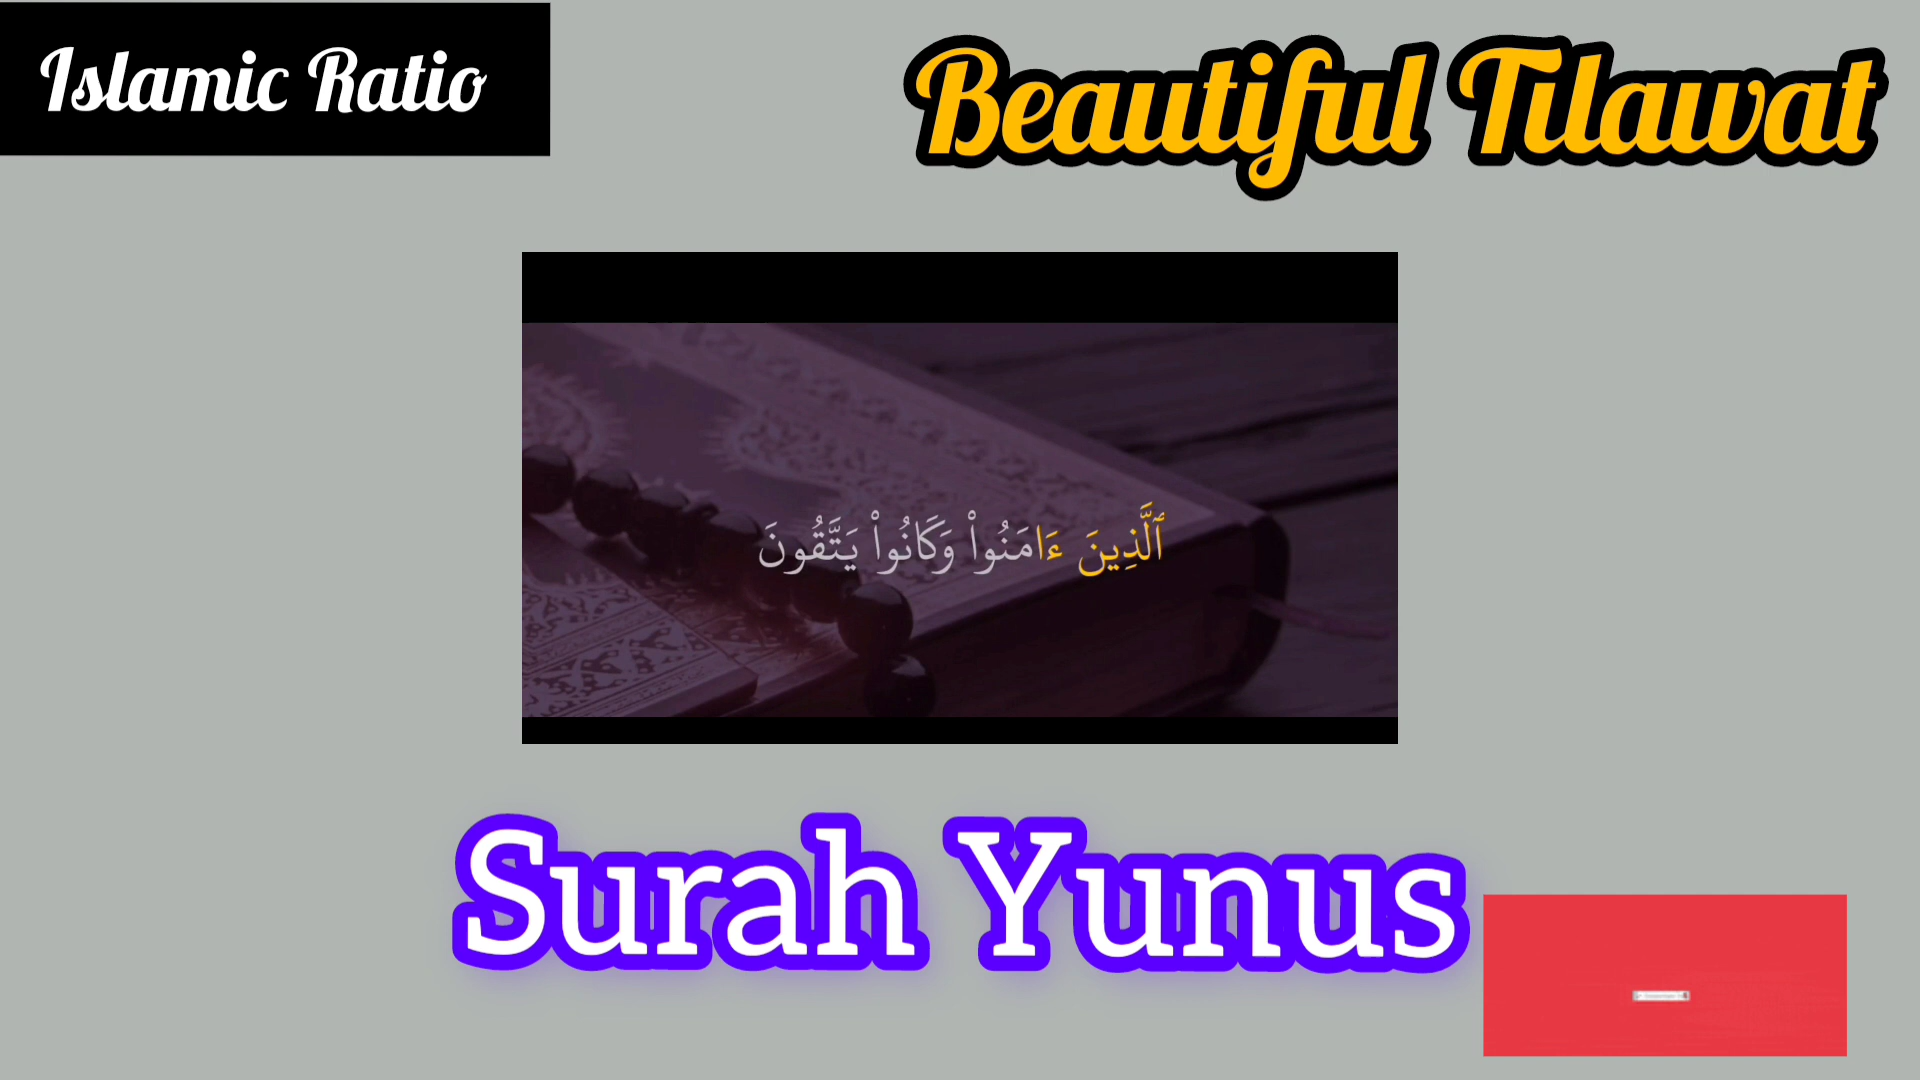 Islamic Ratio
Beautiful Tilawat
ٱلَّذِينَ ءَامَنُوا۟ وَكَانُوا۟ يَتَّقُونَ
Surah Yunus